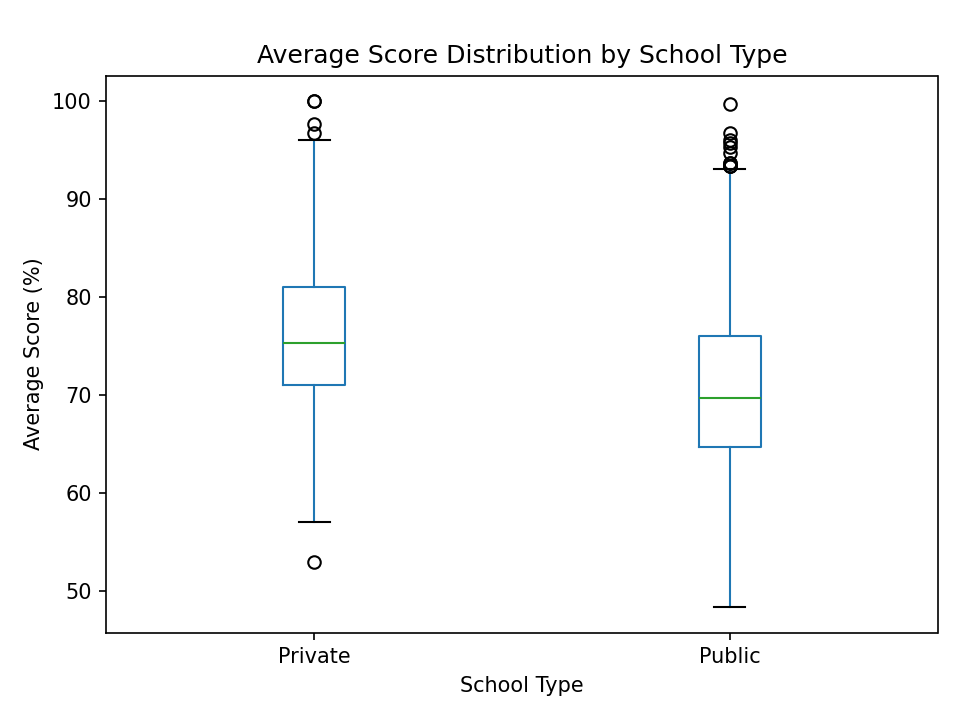 Average Score Distribution by School Type
100
90
80
70
60
50
Average Score (%)
Private
Public
School Type